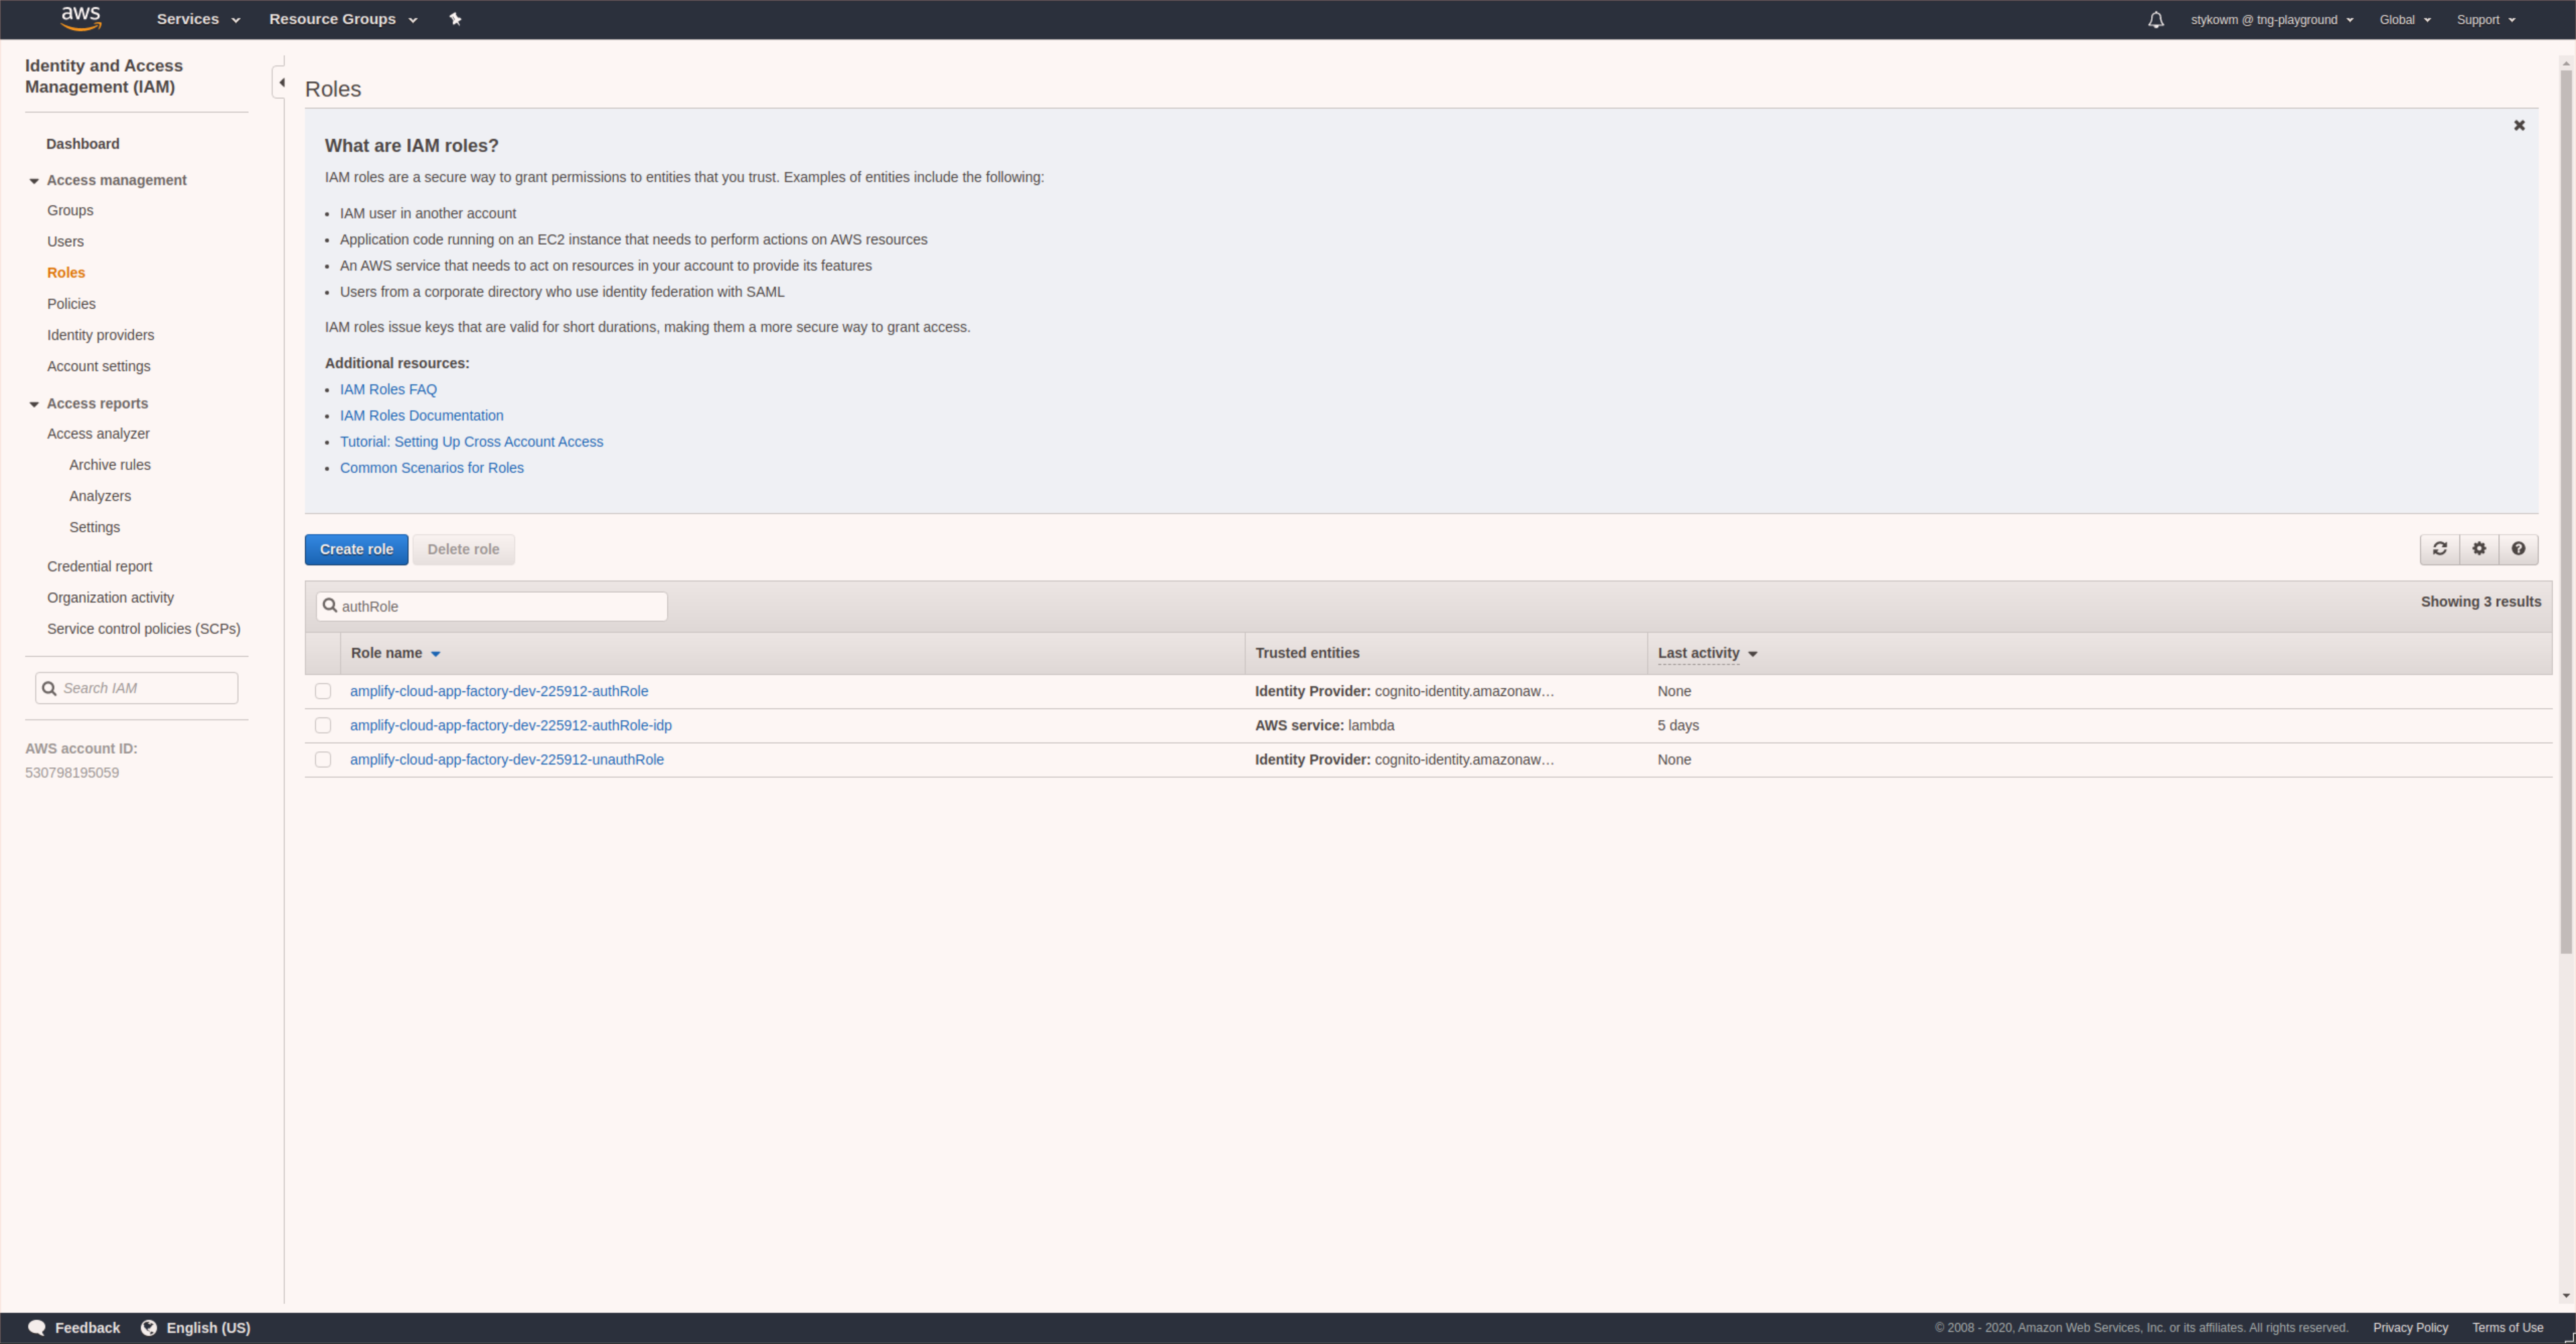 aws Services Resource Groups stykowm @ tng-playground Global Support
Identity and Access
Management (IAM)
Dashboard
Access management
Groups
Users
Roles
Policies
Identity providers
Account settings
Access reports
Access analyzer
Archive rules
Analyzers
Settings
Credential report
Organization activity
Service control policies (SCPs)
Search IAM
AWS account ID:
530798195059
Roles
What are IAM roles?
IAM roles are a secure way to grant permissions to entities that you trust. Examples of entities include the following:
• IAM user in another account
• Application code running on an EC2 instance that needs to perform actions on AWS resources
• An AWS service that needs to act on resources in your account to provide its features
• Users from a corporate directory who use identity federation with SAML
IAM roles issue keys that are valid for short durations, making them a more secure way to grant access.
Additional resources:
• IAM Roles FAQ
• IAM Roles Documentation
• Tutorial: Setting Up Cross Account Access
• Common Scenarios for Roles
Create role Delete role
authRole Showing 3 results
Role name Trusted entities Last activity
amplify-cloud-app-factory-dev-225912-authRole Identity Provider: cognito-identity.amazonaw… None
amplify-cloud-app-factory-dev-225912-authRole-idp AWS service: lambda 5 days
amplify-cloud-app-factory-dev-225912-unauthRole Identity Provider: cognito-identity.amazonaw… None
Feedback English (US) © 2008 - 2020, Amazon Web Services, Inc. or its affiliates. All rights reserved. Privacy Policy Terms of Use